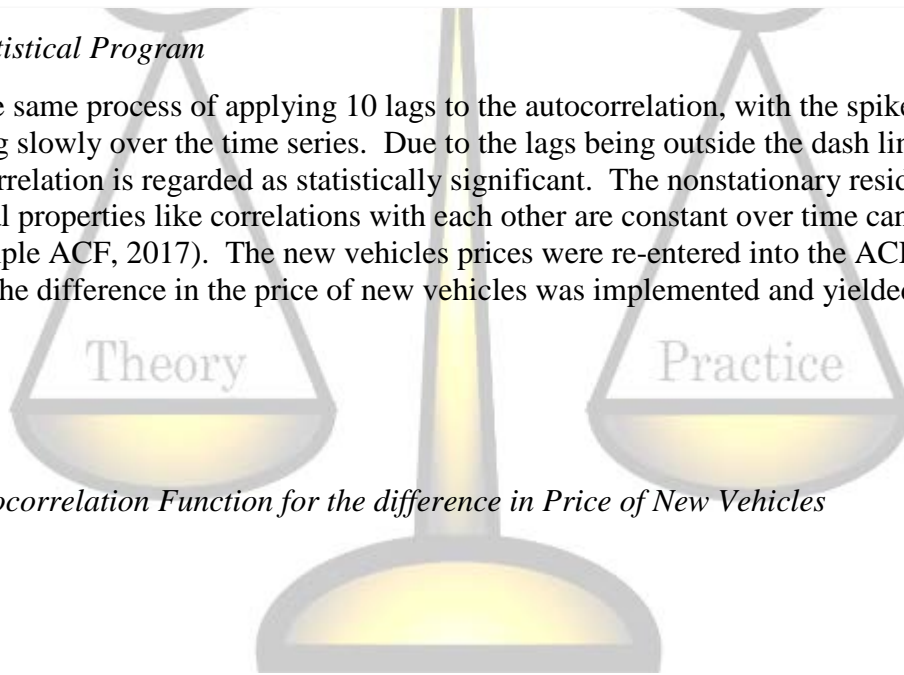 tistical Program
e same process of applying 10 lags to the autocorrelation, with the spike
g slowly over the time series. Due to the lags being outside the dash lin
rrelation is regarded as statistically significant. The nonstationary resid
l properties like correlations with each other are constant over time can
ple ACF, 2017). The new vehicles prices were re-entered into the ACF
he difference in the price of new vehicles was implemented and yielded
Theory Practice
ocorrelation Function for the difference in Price of New Vehicles